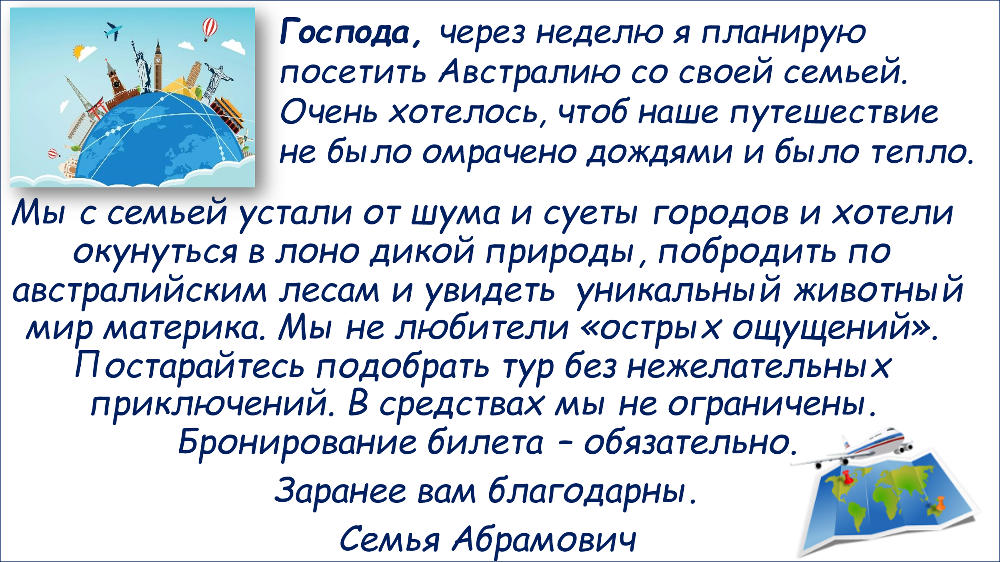 Господа, через неделю я планирую
посетить Австралию со своей семьей.
Очень хотелось, чтоб наше путешествие
не было омрачено дождями и было тепло.
Мы с семьей устали от шума и суеты городов и хотели
окунуться в лоно дикой природы, побродить по
австралийским лесам и увидеть уникальный животный
мир материка. Мы не любители «острых ощущений».
Постарайтесь подобрать тур без нежелательных
приключений. В средствах мы не ограничены.
Бронирование билета – обязательно.
Заранее вам благодарны.
Семья Абрамович